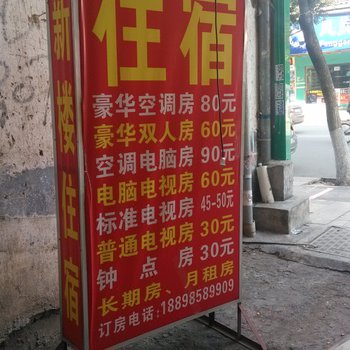 新楼住宿
住宿
豪华空调房 80元
豪华双人房 60元
空调电脑房 90元
电脑电视房 60元
标准电视房 45-50元
普通电视房 30元
钟点房 30元
长期房、月租房
订房电话:18898589909